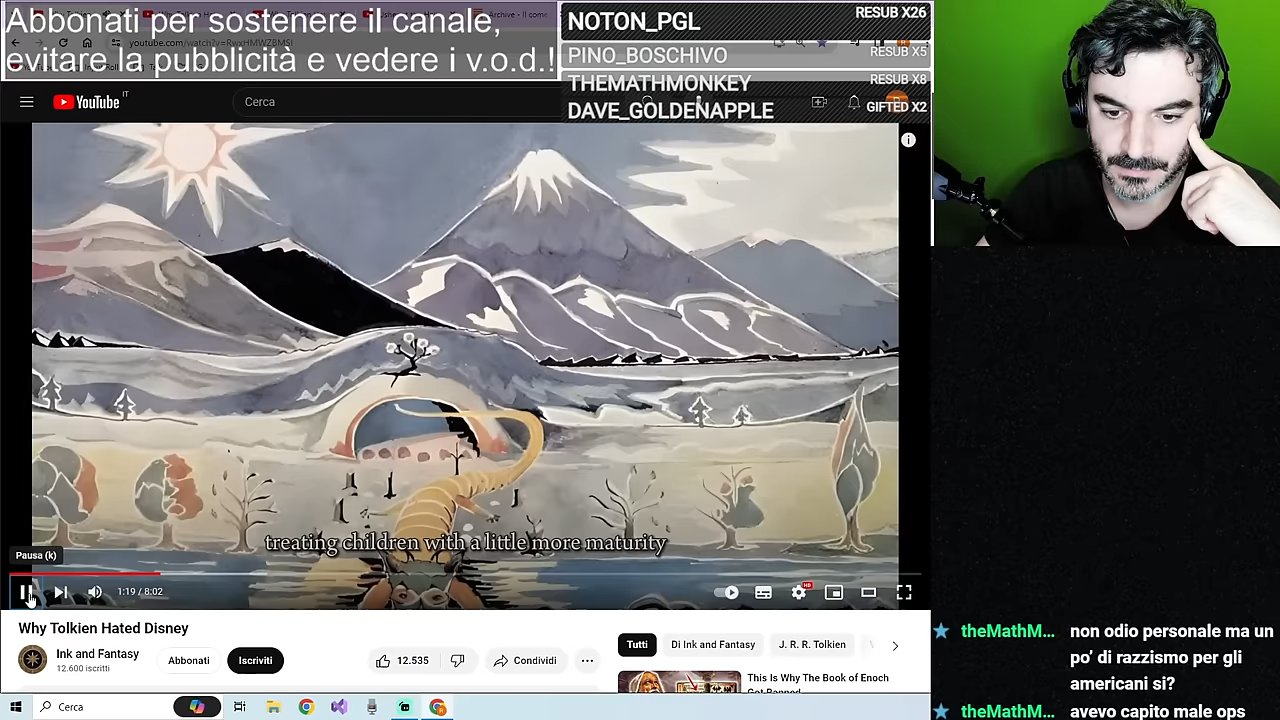 Abbonati per sostenere il canale,
evitare la pubblicità e vedere i v.o.d.!
NOTON_PGL RESUB X26
PINO_BOSCHIVO RESUB X5
THEMATHMONKEY RESUB X8
DAVE_GOLDENAPPLE GIFTED X2
YouTube IT
Cerca
treating children with a little more maturity
Pausa (k)
1:19 / 8:02
HD
Why Tolkien Hated Disney
Ink and Fantasy
12.600 iscritti
Abbonati
Iscriviti
12.535
Condividi
Tutti
Di Ink and Fantasy
J. R. R. Tolkien
This Is Why The Book of Enoch
Got Banned
theMathM... non odio personale ma un
po' di razzismo per gli
americani si?
theMathM... avevo capito male ops
Cerca